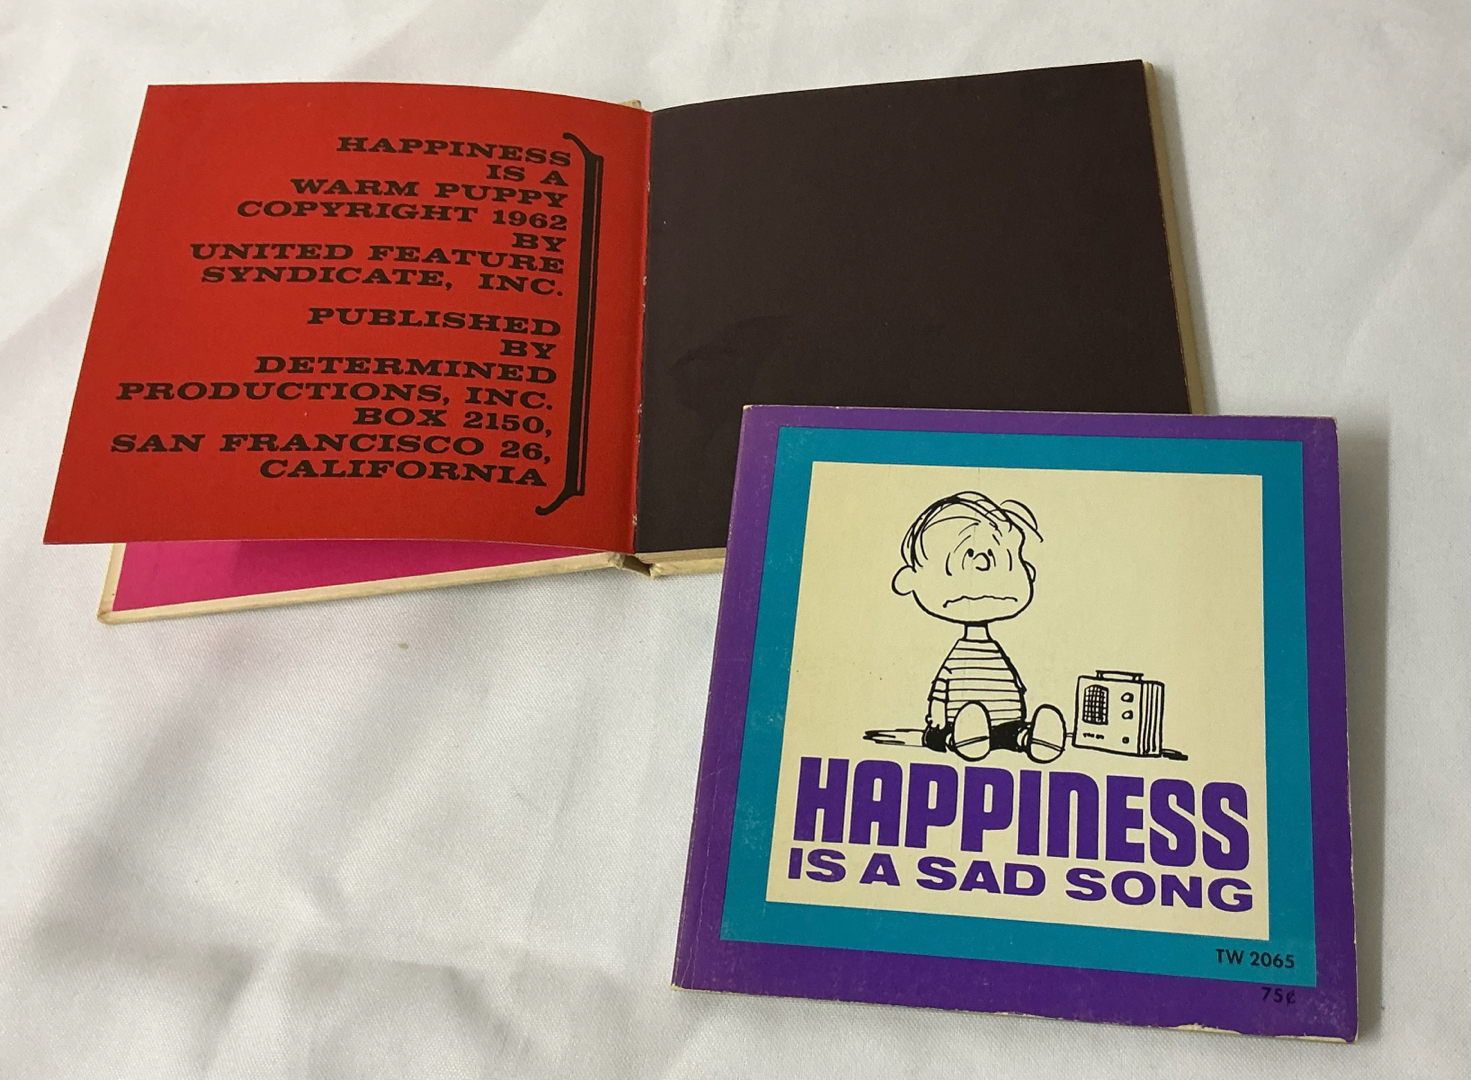 HAPPINESS
IS A
WARM PUPPY
COPYRIGHT 1962
BY
UNITED FEATURE
SYNDICATE, INC.
PUBLISHED
BY
DETERMINED
PRODUCTIONS, INC.
BOX 2150,
SAN FRANCISCO 26,
CALIFORNIA
HAPPINESS
IS A SAD SONG
TW 2065
75¢